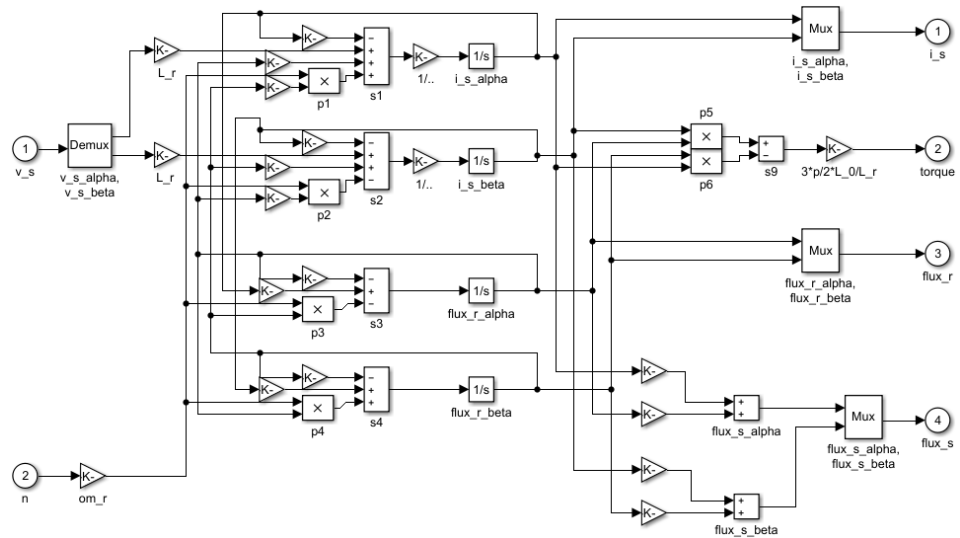 K-
−
+
+
+
s1
K-
L_r
K-
K-
×
p1
K-
1/..
1/s
i_s_alpha
Mux
i_s_alpha,
i_s_beta
1
i_s
1
v_s
Demux
v_s_alpha,
v_s_beta
K-
L_r
K-
K-
K-
×
p2
−
+
+
−
s2
K-
1/..
1/s
i_s_beta
p5
×
×
p6
+
−
s9
K-
3*p/2*L_0/L_r
2
torque
K-
K-
×
p3
−
+
−
s3
1/s
flux_r_alpha
Mux
flux_r_alpha,
flux_r_beta
3
flux_r
K-
K-
×
p4
−
+
+
s4
1/s
flux_r_beta
K-
K-
+
+
flux_s_alpha
Mux
flux_s_alpha,
flux_s_beta
4
flux_s
2
n
K-
om_r
K-
K-
+
+
flux_s_beta